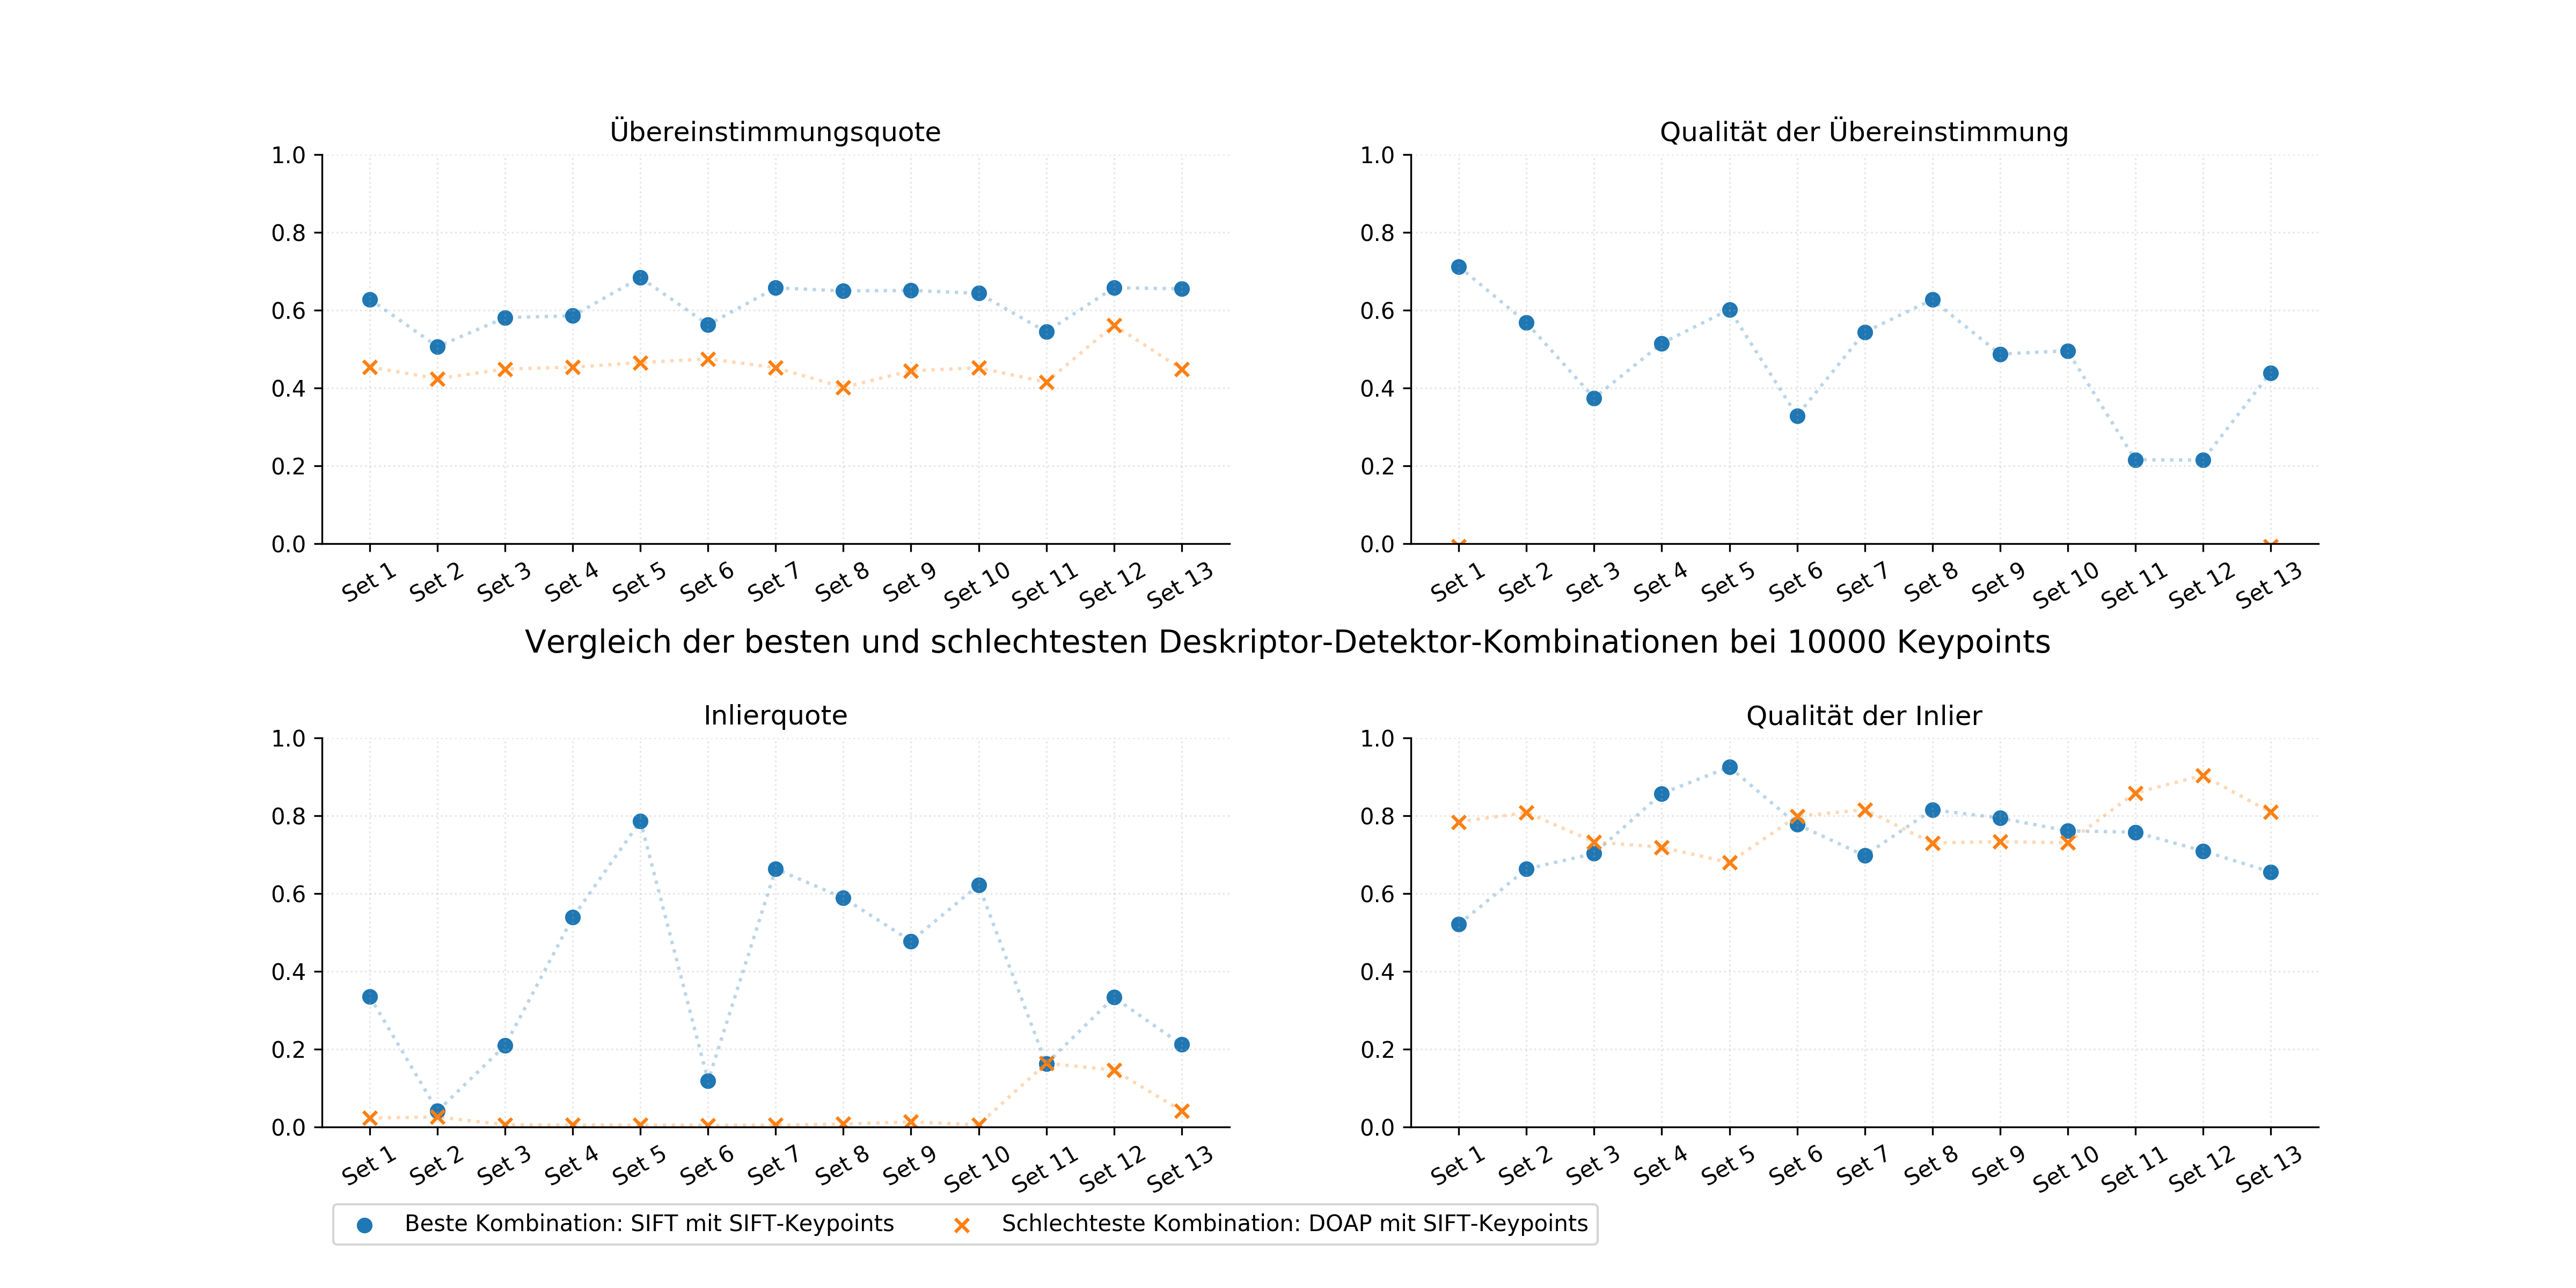 Übereinstimmungsquote
1.0
0.8
0.6
0.4
0.2
0.0
Set 1 Set 2 Set 3 Set 4 Set 5 Set 6 Set 7 Set 8 Set 9 Set 10 Set 11 Set 12 Set 13
Qualität der Übereinstimmung
1.0
0.8
0.6
0.4
0.2
0.0
Set 1 Set 2 Set 3 Set 4 Set 5 Set 6 Set 7 Set 8 Set 9 Set 10 Set 11 Set 12 Set 13
Vergleich der besten und schlechtesten Deskriptor-Detektor-Kombinationen bei 10000 Keypoints
Inlierquote
1.0
0.8
0.6
0.4
0.2
0.0
Set 1 Set 2 Set 3 Set 4 Set 5 Set 6 Set 7 Set 8 Set 9 Set 10 Set 11 Set 12 Set 13
Qualität der Inlier
1.0
0.8
0.6
0.4
0.2
0.0
Set 1 Set 2 Set 3 Set 4 Set 5 Set 6 Set 7 Set 8 Set 9 Set 10 Set 11 Set 12 Set 13
Beste Kombination: SIFT mit SIFT-Keypoints Schlechteste Kombination: DOAP mit SIFT-Keypoints